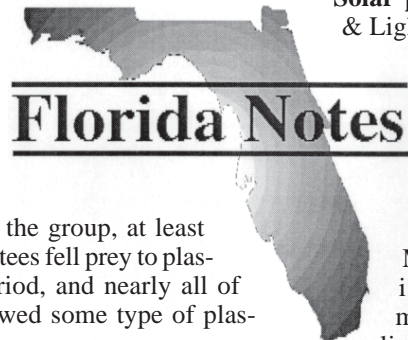 Solar
& Ligh
Florida Notes
the group, at least
tees fell prey to plas-
riod, and nearly all of
wed some type of plas-
M
i
m